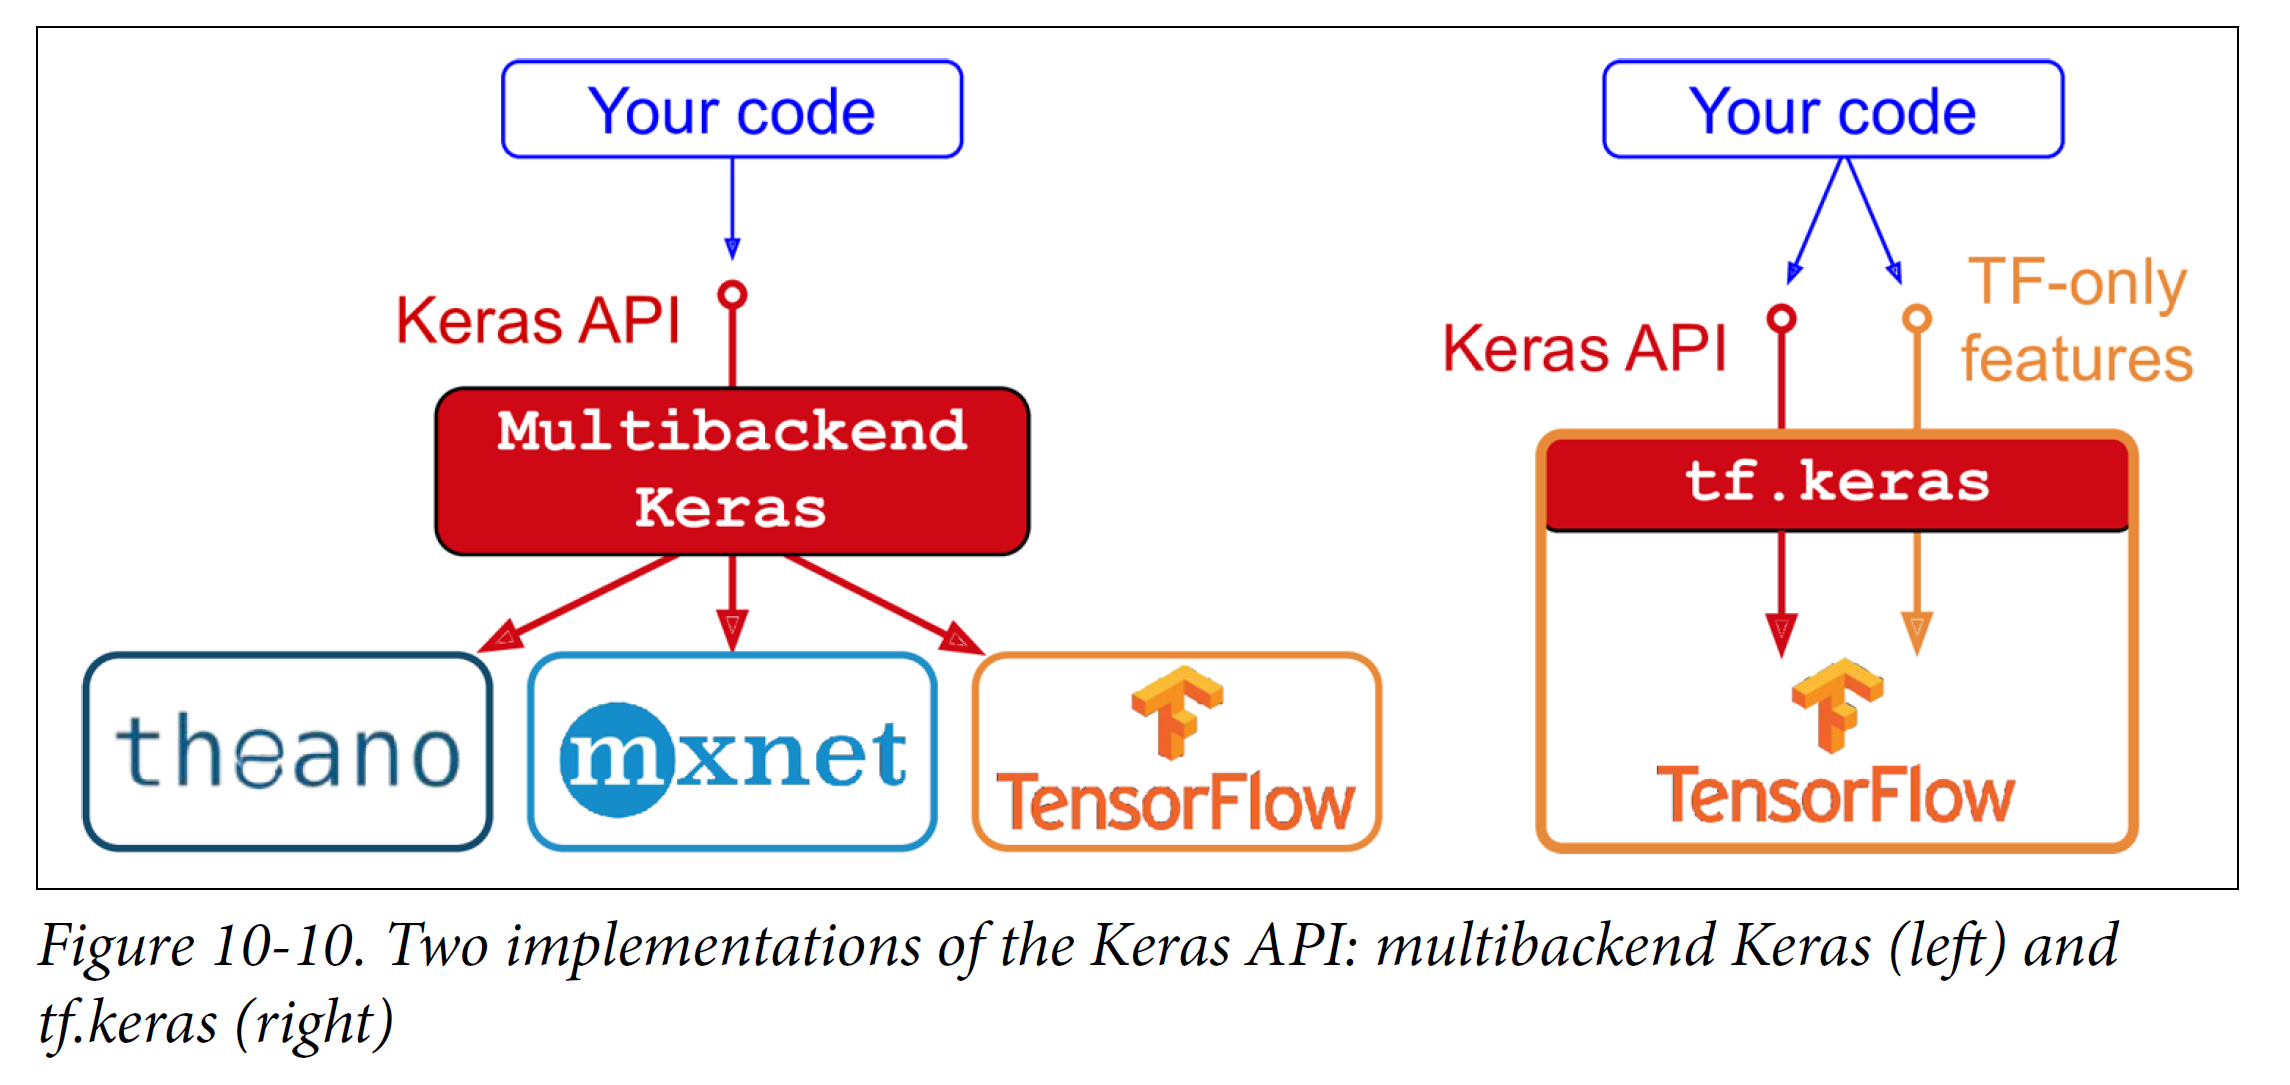 Your code
Keras API
Multibackend
Keras
theano
mxnet
TensorFlow
Your code
Keras API
TF-only
features
tf.keras
TensorFlow
Figure 10-10. Two implementations of the Keras API: multibackend Keras (left) and
tf.keras (right)